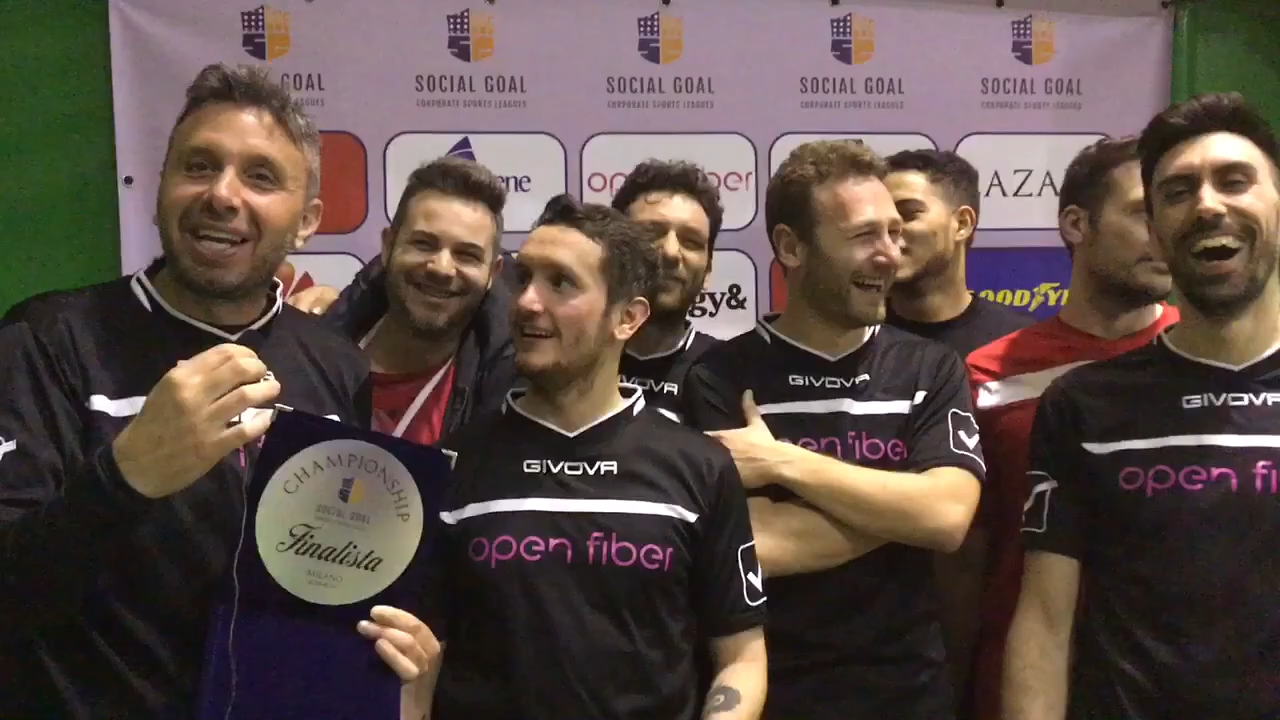 SOCIAL GOAL
CORPORATE SPORTS LEAGUES
SOCIAL GOAL
CORPORATE SPORTS LEAGUES
SOCIAL GOAL
CORPORATE SPORTS LEAGUES
SOCIAL GOAL
CORPORATE SPORTS LEAGUES
GOAL
open fiber
AZA
GOODY
gy&
GIVOVA
GIVOVA
open fiber
GIVOVA
open fiber
GIVOVA
open fi
CHAMPIONSHIP
SOCIAL GOAL
Finalista
MILANO